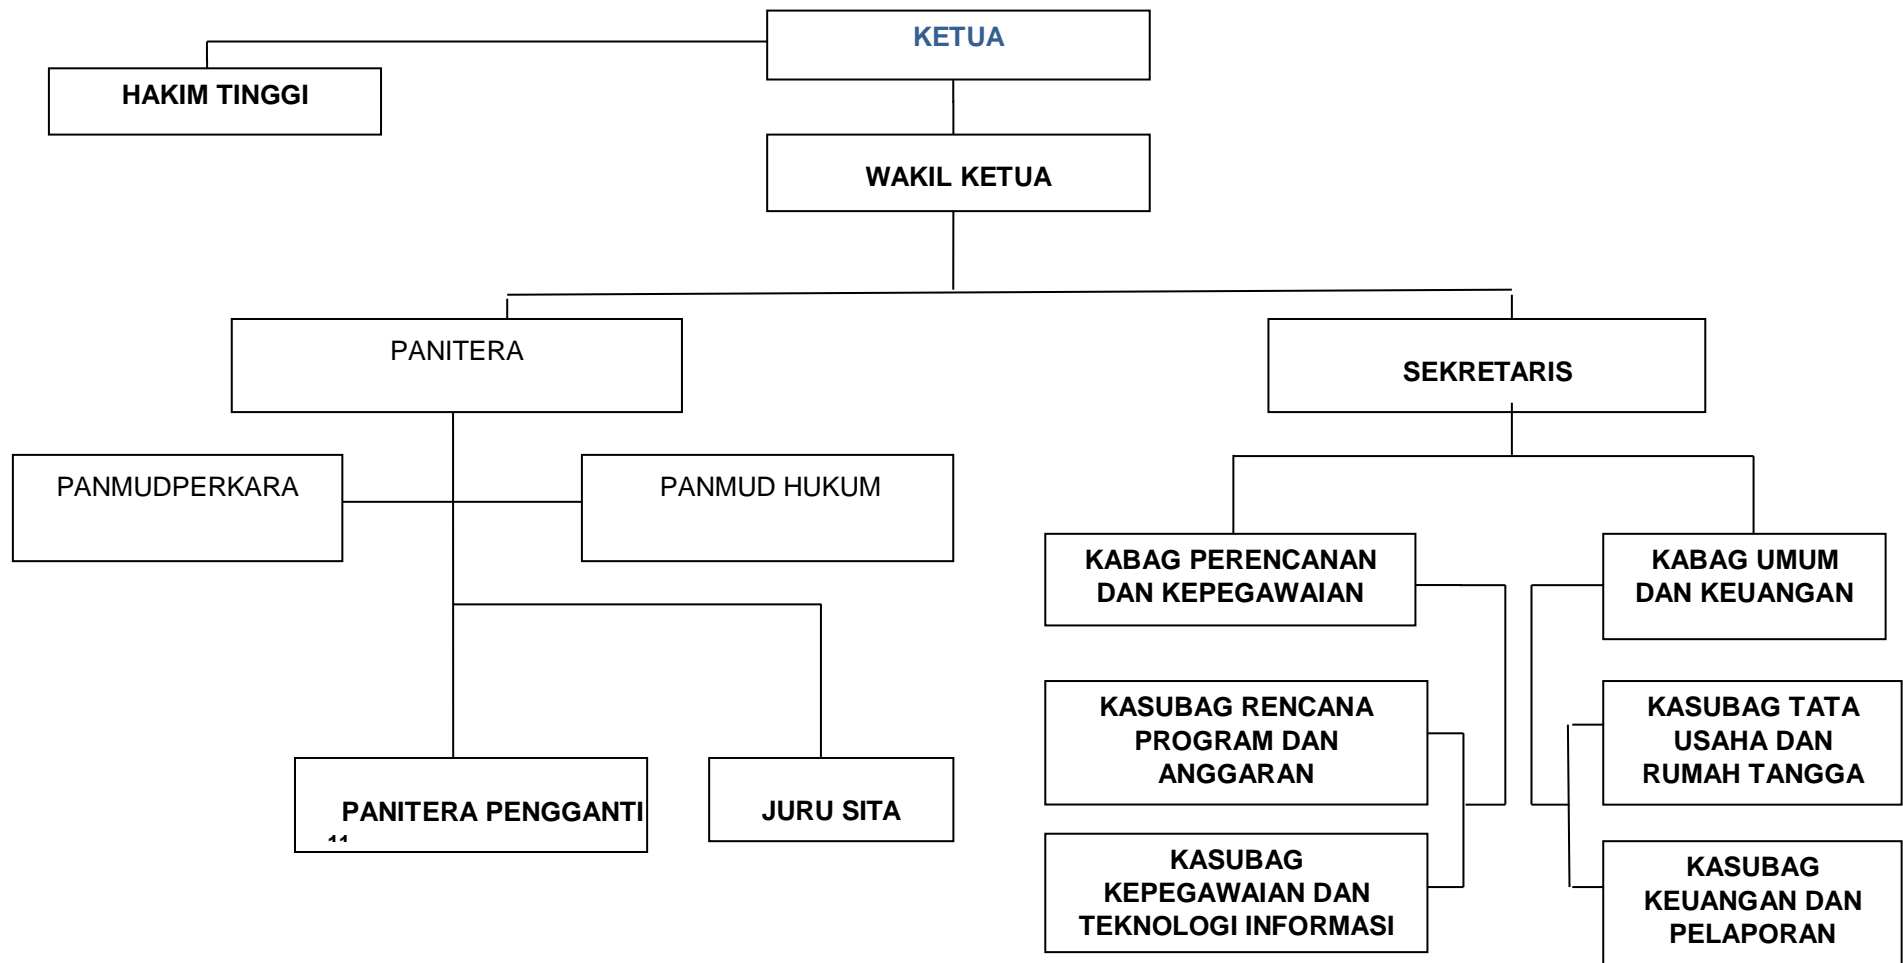 KETUA
HAKIM TINGGI
WAKIL KETUA
PANITERA
SEKRETARIS
PANMUDPERKARA
PANMUD HUKUM
KABAG PERENCANAN
DAN KEPEGAWAIAN
KABAG UMUM
DAN KEUANGAN
KASUBAG RENCANA
PROGRAM DAN
ANGGARAN
KASUBAG TATA
USAHA DAN
RUMAH TANGGA
PANITERA PENGGANTI
JURU SITA
KASUBAG
KEPEGAWAIAN DAN
TEKNOLOGI INFORMASI
KASUBAG
KEUANGAN DAN
PELAPORAN